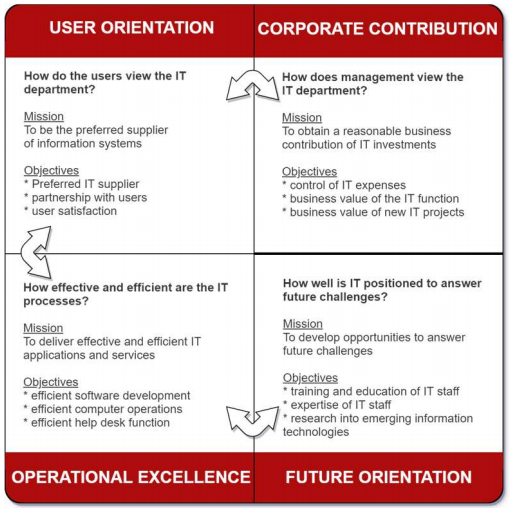 USER ORIENTATION
CORPORATE CONTRIBUTION
How do the users view the IT
department?
Mission
To be the preferred supplier
of information systems
Objectives
* Preferred IT supplier
* partnership with users
* user satisfaction
How does management view the
IT department?
Mission
To obtain a reasonable business
contribution of IT investments
Objectives
* control of IT expenses
* business value of the IT function
* business value of new IT projects
How effective and efficient are the IT
processes?
Mission
To deliver effective and efficient IT
applications and services
Objectives
* efficient software development
* efficient computer operations
* efficient help desk function
How well is IT positioned to answer
future challenges?
Mission
To develop opportunities to answer
future challenges
Objectives
* training and education of IT staff
* expertise of IT staff
* research into emerging information
technologies
OPERATIONAL EXCELLENCE
FUTURE ORIENTATION